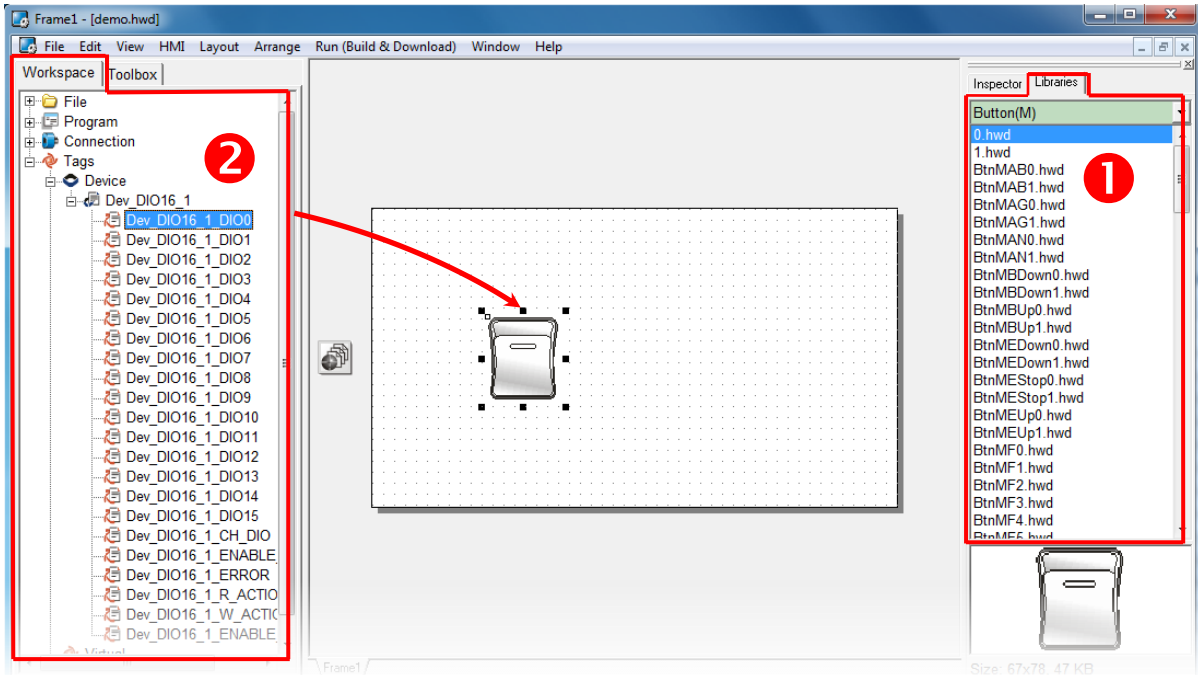 Frame1 - [demo.hwd]
File Edit View HMI Layout Arrange Run (Build & Download) Window Help
Workspace Toolbox
File
Program
Connection
Tags
Device
Dev_DIO16_1
Dev_DIO16_1_DIO0
Dev_DIO16_1_DIO1
Dev_DIO16_1_DIO2
Dev_DIO16_1_DIO3
Dev_DIO16_1_DIO4
Dev_DIO16_1_DIO5
Dev_DIO16_1_DIO6
Dev_DIO16_1_DIO7
Dev_DIO16_1_DIO8
Dev_DIO16_1_DIO9
Dev_DIO16_1_DIO10
Dev_DIO16_1_DIO11
Dev_DIO16_1_DIO12
Dev_DIO16_1_DIO13
Dev_DIO16_1_DIO14
Dev_DIO16_1_DIO15
Dev_DIO16_1_CH_DIO
Dev_DIO16_1_ENABLE_
Dev_DIO16_1_ERROR
Dev_DIO16_1_R_ACTIO
Dev_DIO16_1_W_ACTIO
Dev_DIO16_1_ENABLE_
Virtual
2
Frame1
Inspector Libraries
Button(M)
0.hwd
1.hwd
BtnMAB0.hwd
BtnMAB1.hwd
BtnMAG0.hwd
BtnMAG1.hwd
BtnMAN0.hwd
BtnMAN1.hwd
BtnMBDown0.hwd
BtnMBDown1.hwd
BtnMBUp0.hwd
BtnMBUp1.hwd
BtnMEDown0.hwd
BtnMEDown1.hwd
BtnMEStop0.hwd
BtnMEStop1.hwd
BtnMEUp0.hwd
BtnMEUp1.hwd
BtnMF0.hwd
BtnMF1.hwd
BtnMF2.hwd
BtnMF3.hwd
BtnMF4.hwd
BtnMF5.hwd
1
Size: 67x78, 47 KB